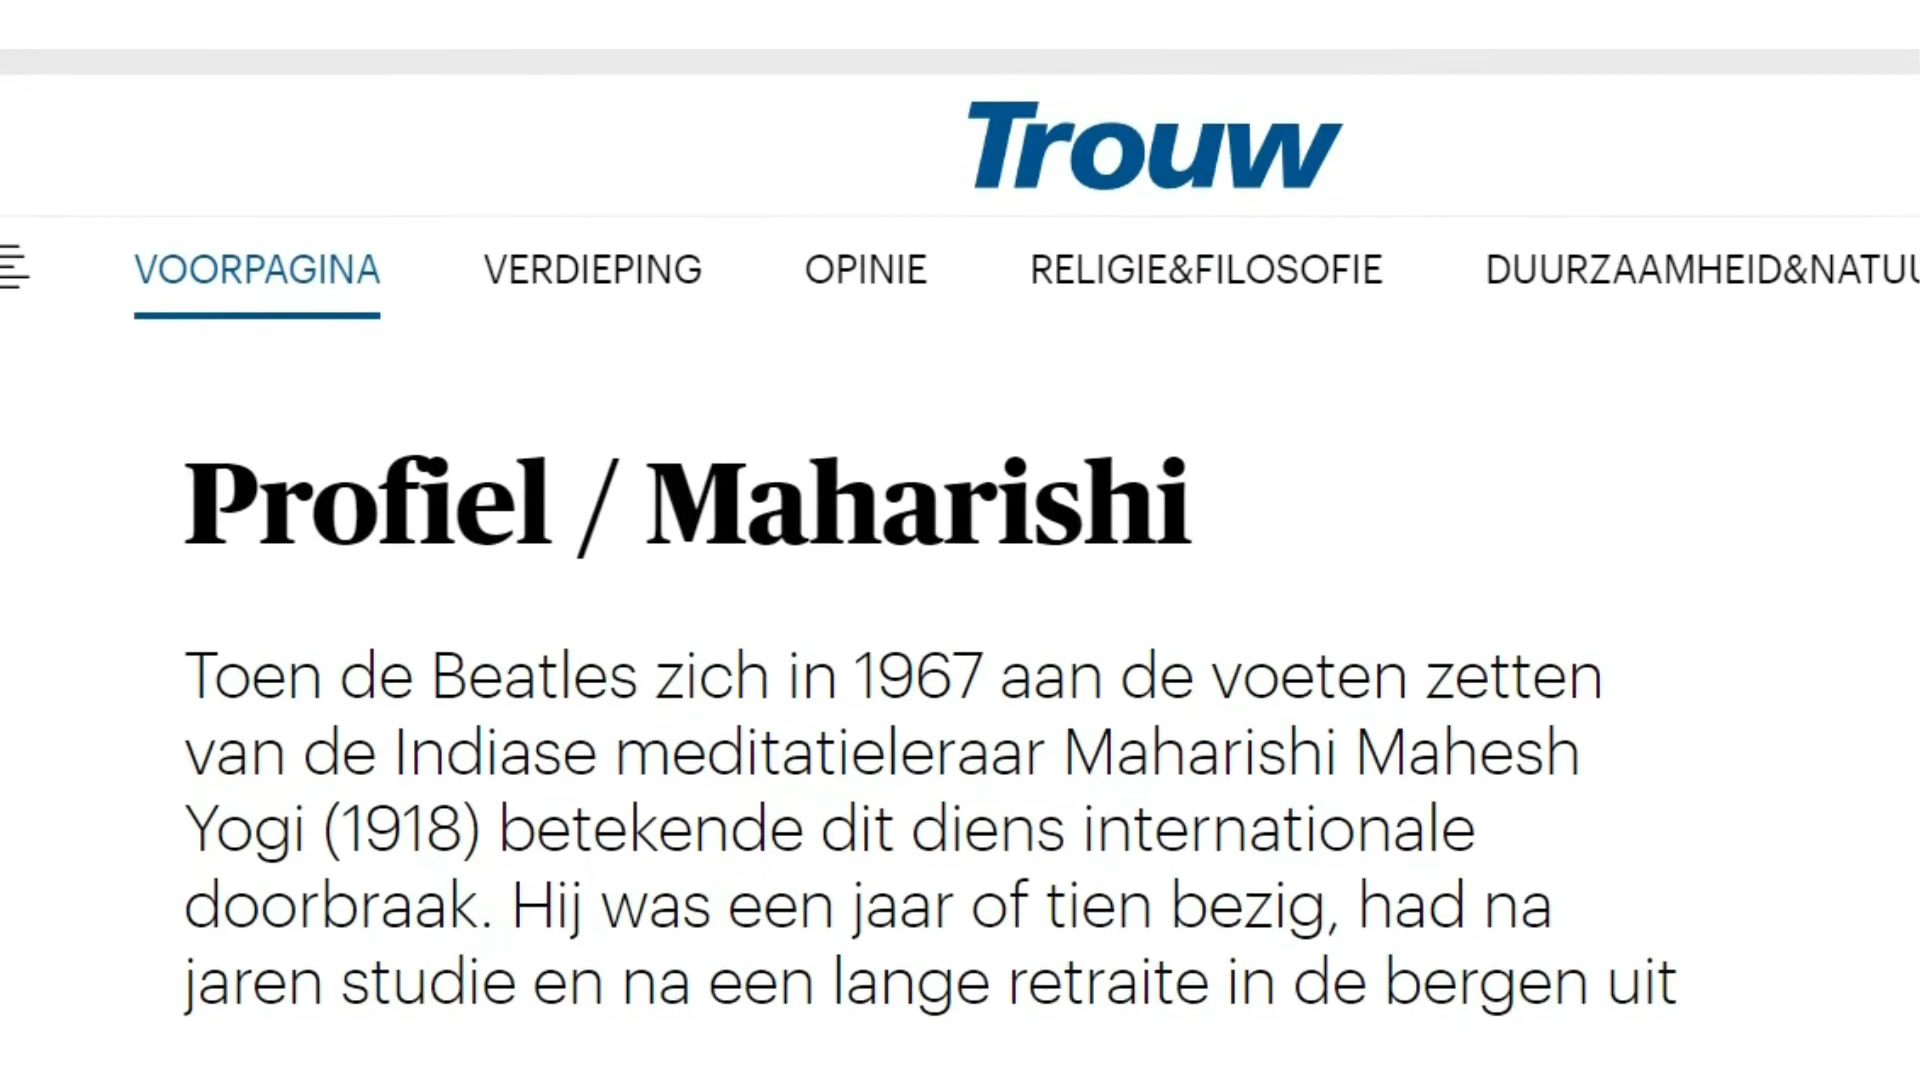 Trouw
VOORPAGINA VERDIEPING OPINIE RELIGIE&FILOSOFIE DUURZAAMHEID&NATUU
Profiel / Maharishi
Toen de Beatles zich in 1967 aan de voeten zetten
van de Indiase meditatieleraar Maharishi Mahesh
Yogi (1918) betekende dit diens internationale
doorbraak. Hij was een jaar of tien bezig, had na
jaren studie en na een lange retraite in de bergen uit